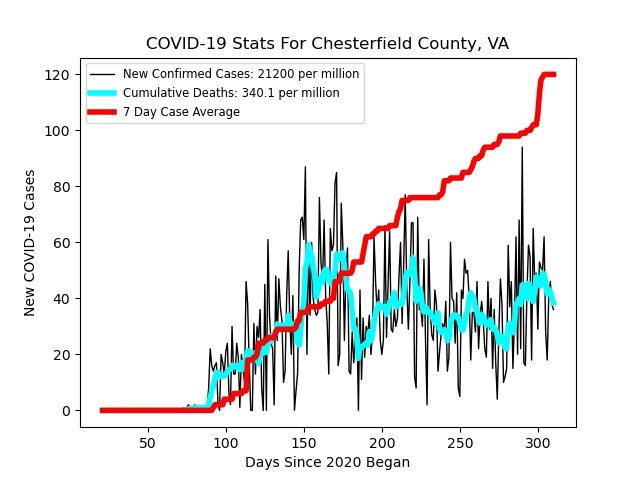 COVID-19 Stats For Chesterfield County, VA
New Confirmed Cases: 21200 per million
Cumulative Deaths: 340.1 per million
7 Day Case Average
New COVID-19 Cases
120
100
80
60
40
20
0
50
100
150
200
250
300
Days Since 2020 Began